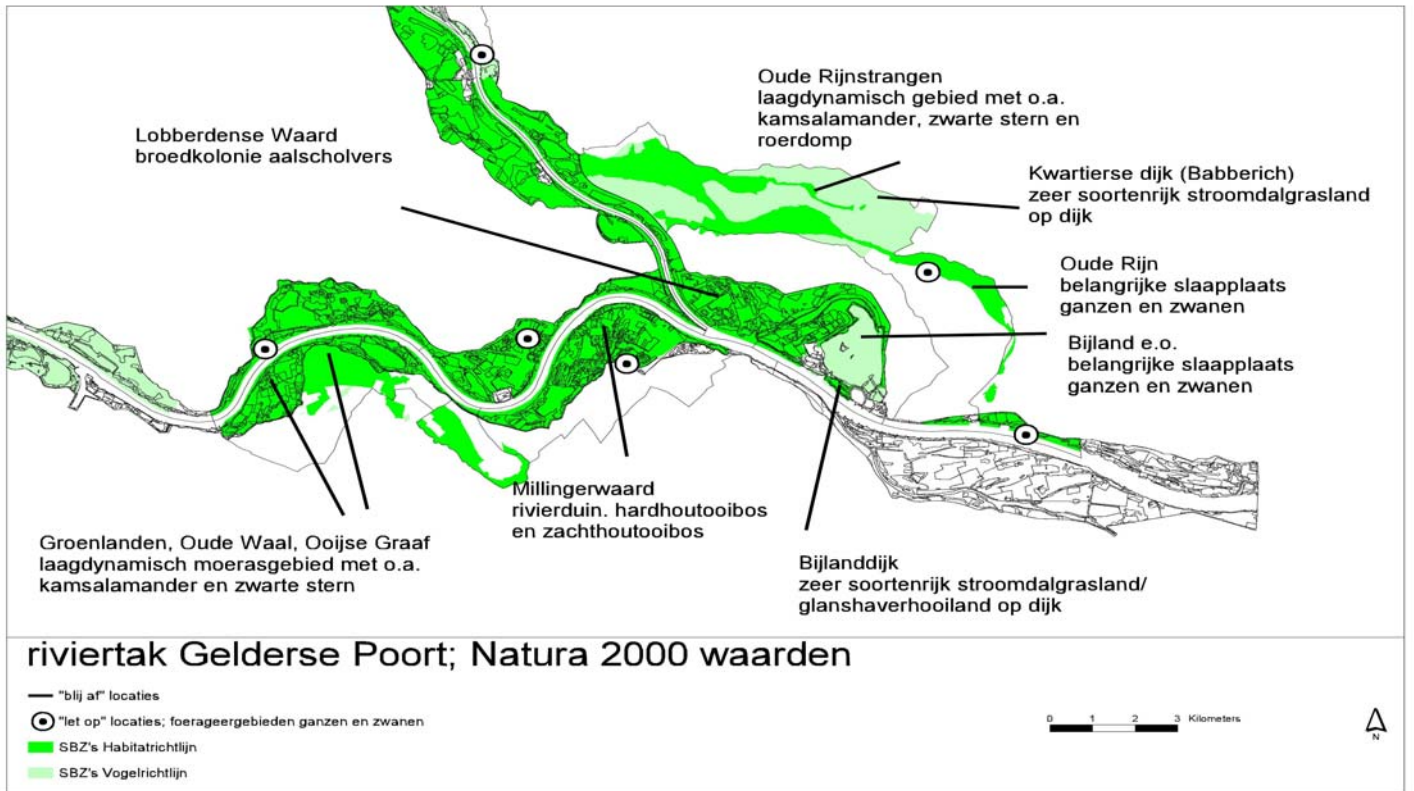 Oude Rijnstrangen
laagdynamisch gebied met o.a.
kamsalamander, zwarte stern en
roerdomp
Lobberdense Waard
broedkolonie aalscholvers
Kwartierse dijk (Babberich)
zeer soortenrijk stroomdalgrasland
op dijk
Oude Rijn
belangrijke slaapplaats
ganzen en zwanen
Bijland e.o.
belangrijke slaapplaats
ganzen en zwanen
Millingerwaard
rivierduin. hardhoutooibos
en zachthoutooibos
Groenlanden, Oude Waal, Ooijse Graaf
laagdynamisch moerasgebied met o.a.
kamsalamander en zwarte stern
Bijlanddijk
zeer soortenrijk stroomdalgrasland/
glanshaverhooiland op dijk
riviertak Gelderse Poort; Natura 2000 waarden
"blij af" locaties
"let op" locaties; foerageergebieden ganzen en zwanen
SBZ's Habitatrichtlijn
SBZ's Vogelrichtlijn
0 1 2 3 Kilometers
N